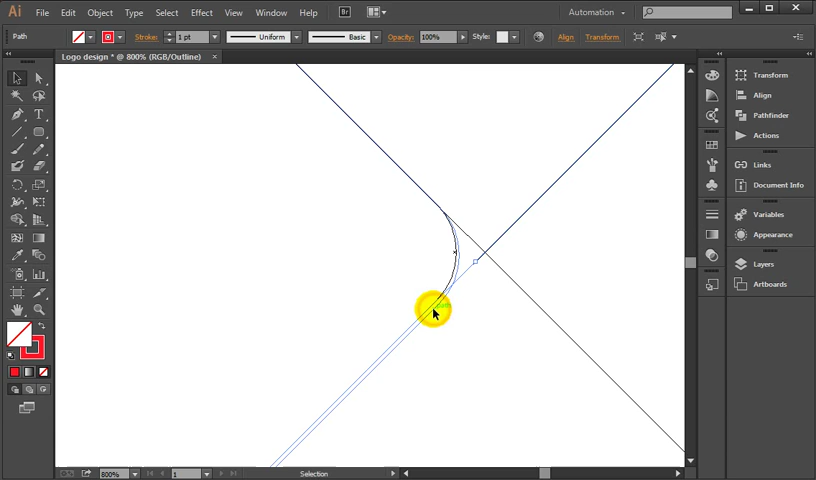 Ai File Edit Object Type Select Effect View Window Help Br Automation
Path Stroke: 1 pt Uniform Basic Opacity: 100% Style: Align Transform
Logo design * @ 800% (RGB/Outline) ×
Transform
Align
Pathfinder
Actions
Links
Document Info
Variables
Appearance
Layers
Artboards
path
800% 1 Selection